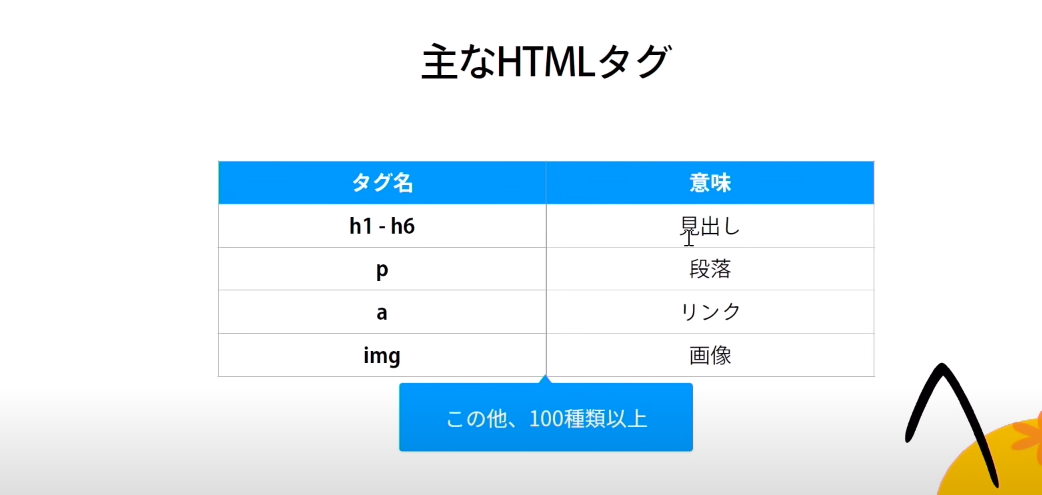 主なHTMLタグ
タグ名 意味
h1 - h6 見出し
p 段落
a リンク
img 画像
この他、100種類以上